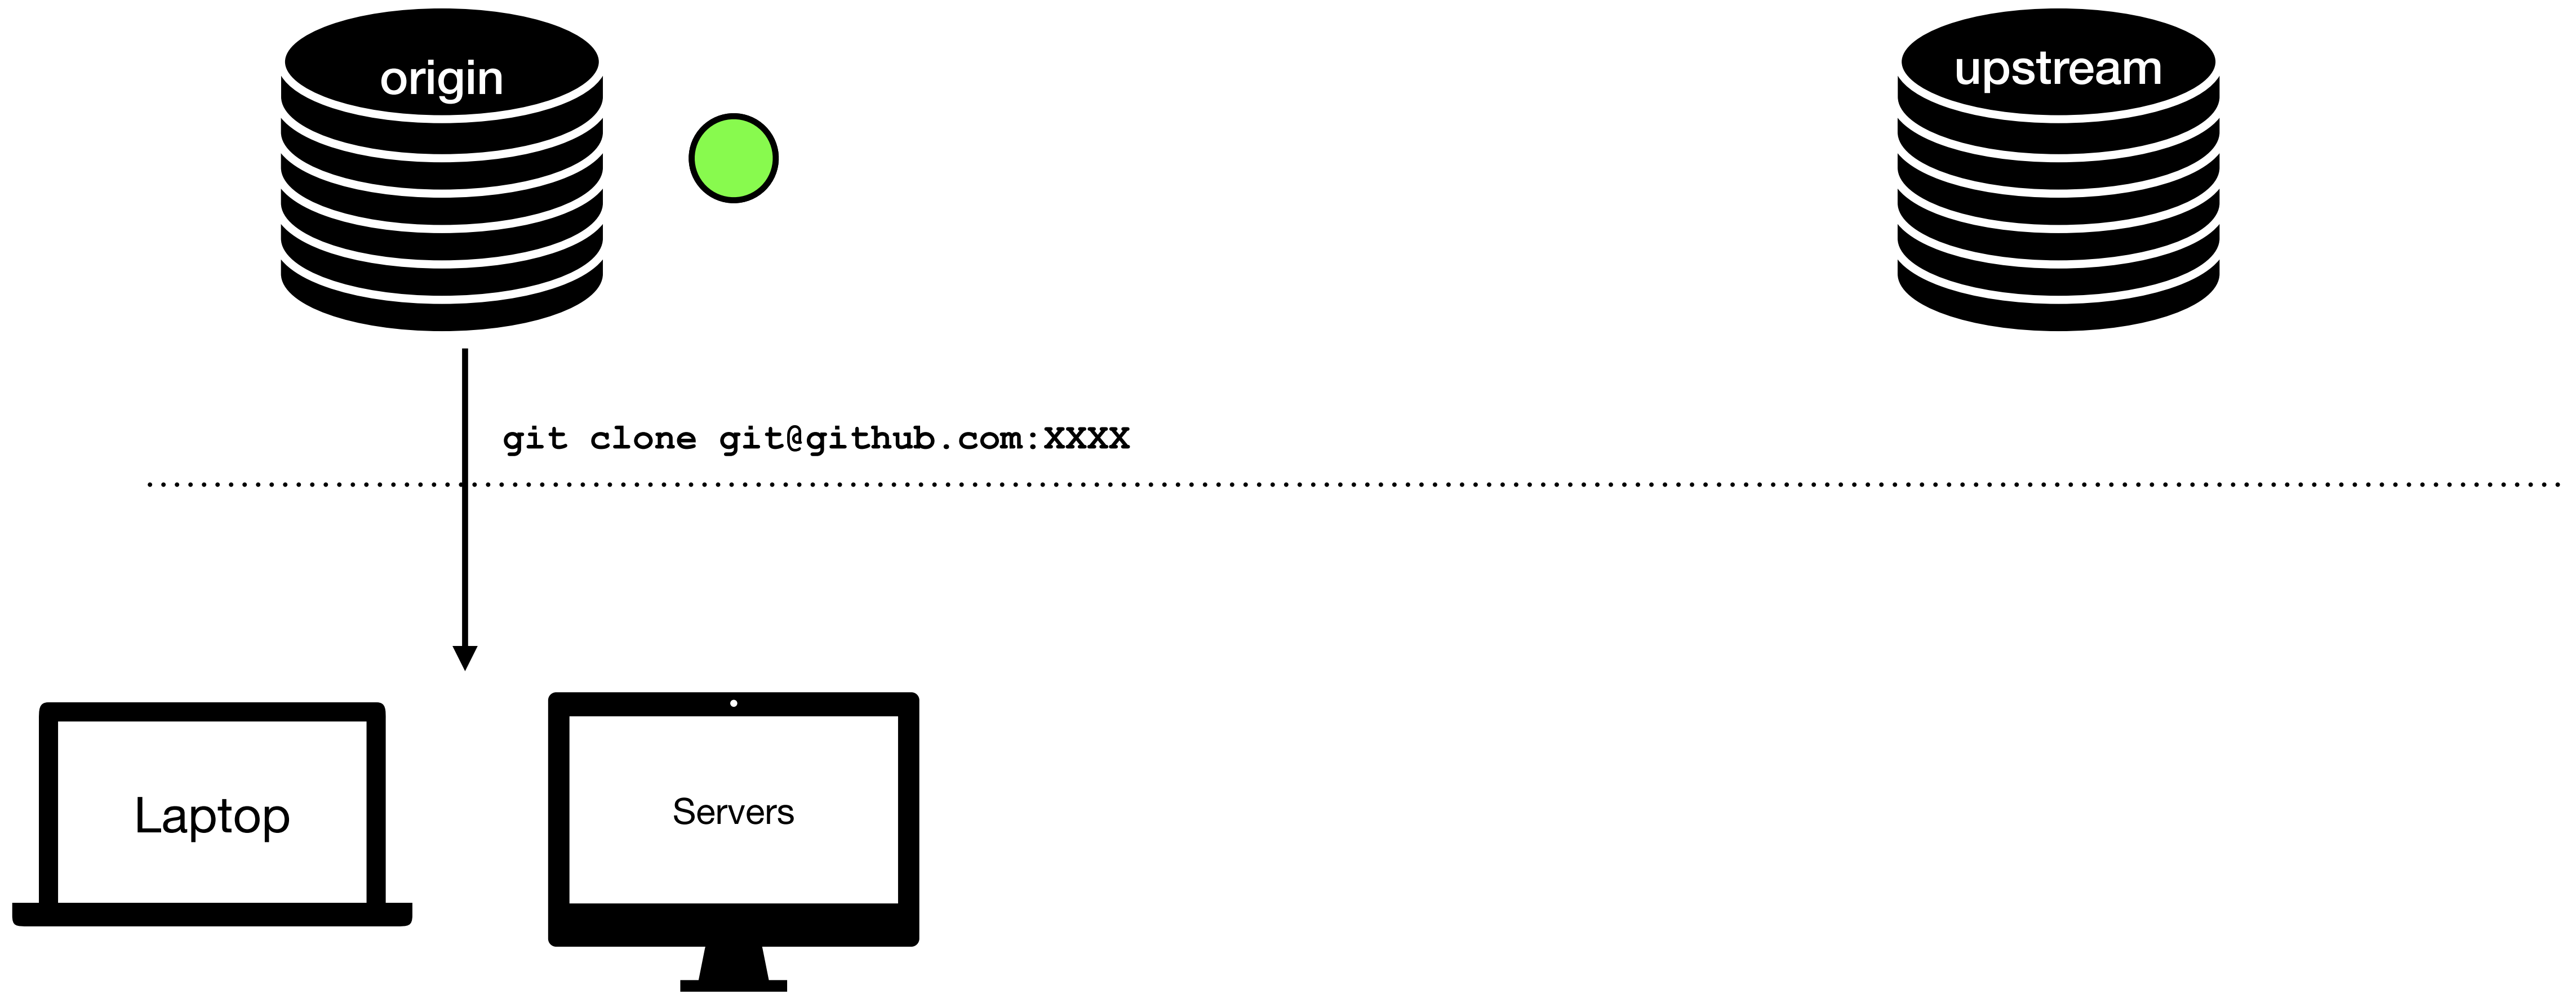 origin
upstream
git clone git@github.com:XXXX
Laptop
Servers